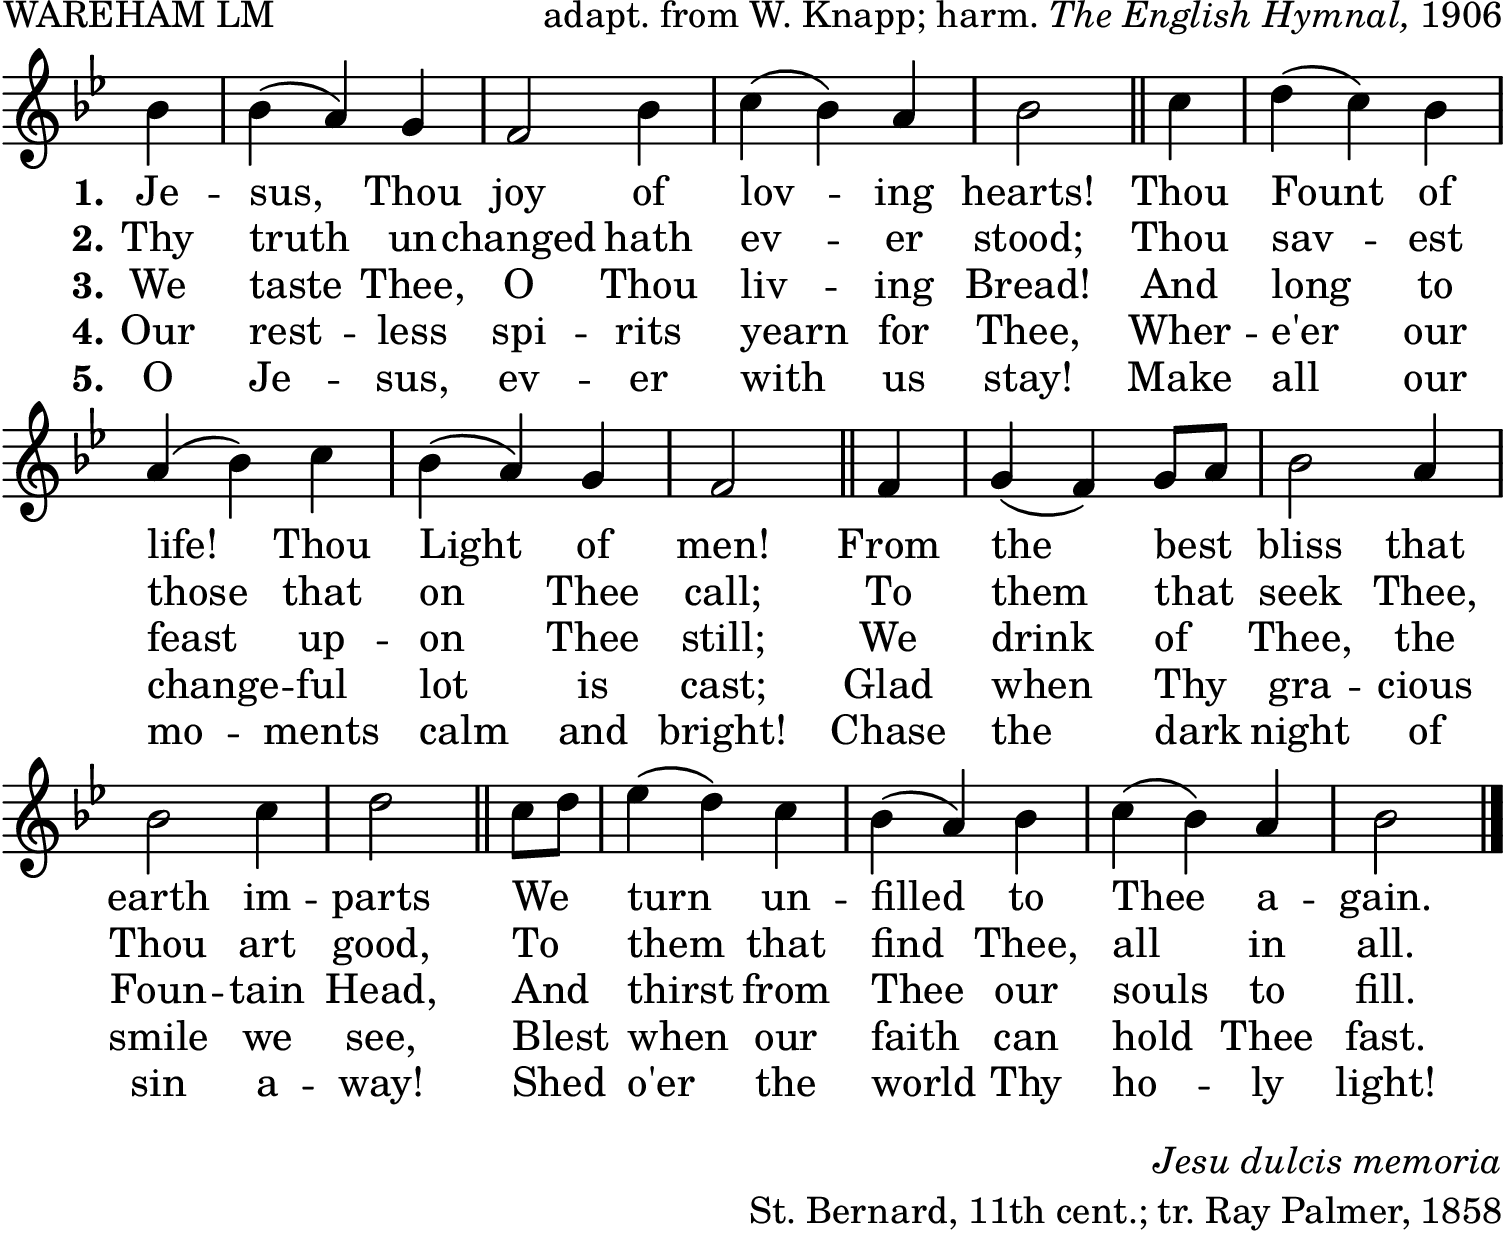 WAREHAM LM adapt. from W. Knapp; harm. The English Hymnal, 1906
1. Je - sus, Thou joy of lov - ing hearts! Thou Fount of
2. Thy truth un - changed hath ev - er stood; Thou sav - est
3. We taste Thee, O Thou liv - ing Bread! And long to
4. Our rest - less spi - rits yearn for Thee, Wher - e'er our
5. O Je - sus, ev - er with us stay! Make all our
life! Thou Light of men! From the best bliss that
those that on Thee call; To them that seek Thee,
feast up - on Thee still; We drink of Thee, the
change - ful lot is cast; Glad when Thy gra - cious
mo - ments calm and bright! Chase the dark night of
earth im - parts We turn un - filled to Thee a - gain.
Thou art good, To them that find Thee, all in all.
Foun - tain Head, And thirst from Thee our souls to fill.
smile we see, Blest when our faith can hold Thee fast.
sin a - way! Shed o'er the world Thy ho - ly light!
Jesu dulcis memoria
St. Bernard, 11th cent.; tr. Ray Palmer, 1858